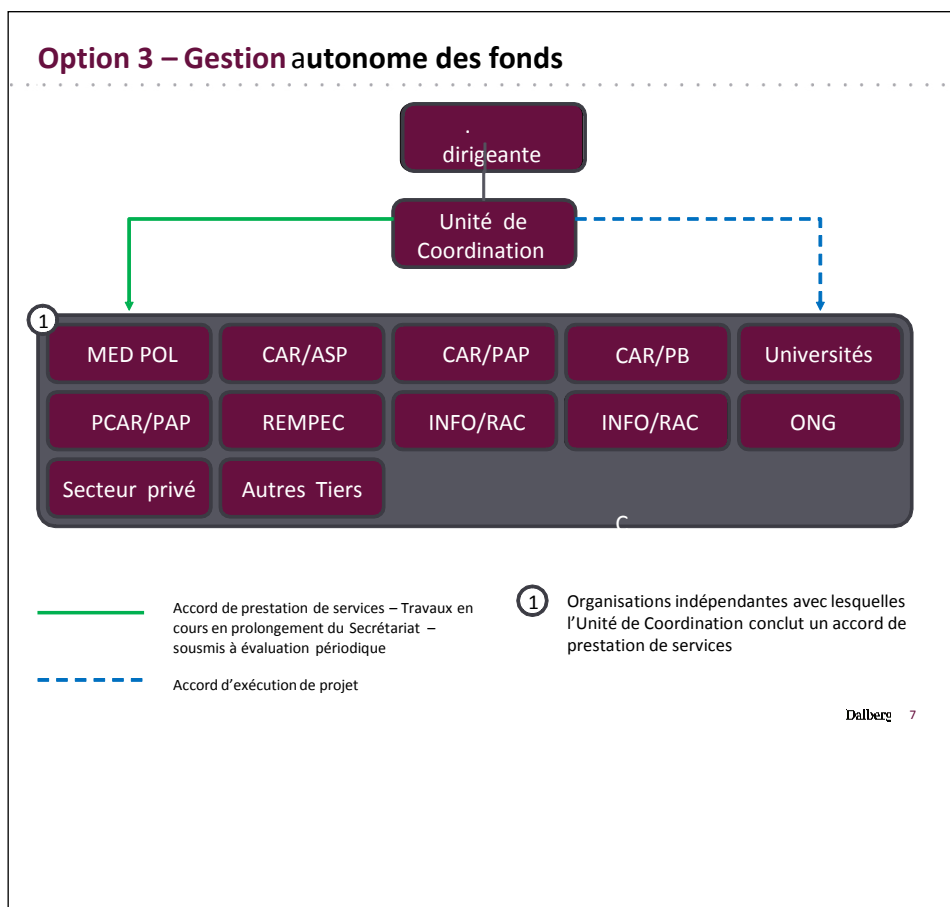 Option 3 – Gestion autonome des fonds
.
dirigeante
Unité de
Coordination
1
MED POL
CAR/ASP
CAR/PAP
CAR/PB
Universités
PCAR/PAP
REMPEC
INFO/RAC
INFO/RAC
ONG
Secteur privé
Autres Tiers
C
Accord de prestation de services – Travaux en
cours en prolongement du Secrétariat –
sousmis à évaluation périodique
Accord d'exécution de projet
1
Organisations indépendantes avec lesquelles
l'Unité de Coordination conclut un accord de
prestation de services
Dalberg 7